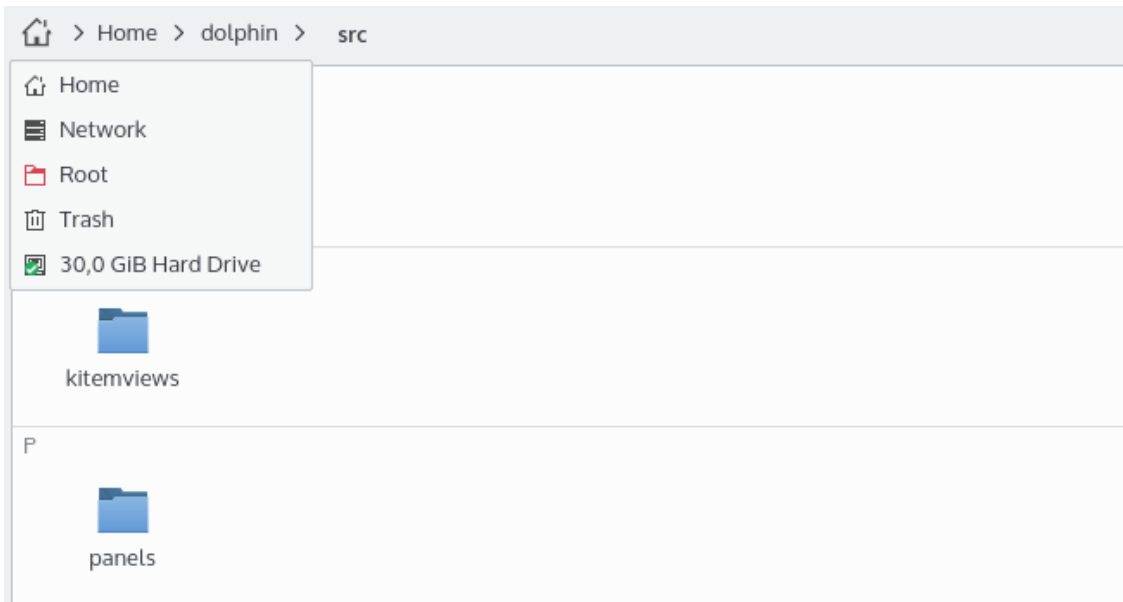 > Home > dolphin > src
Home
Network
Root
Trash
30,0 GiB Hard Drive
kitemviews
P
panels